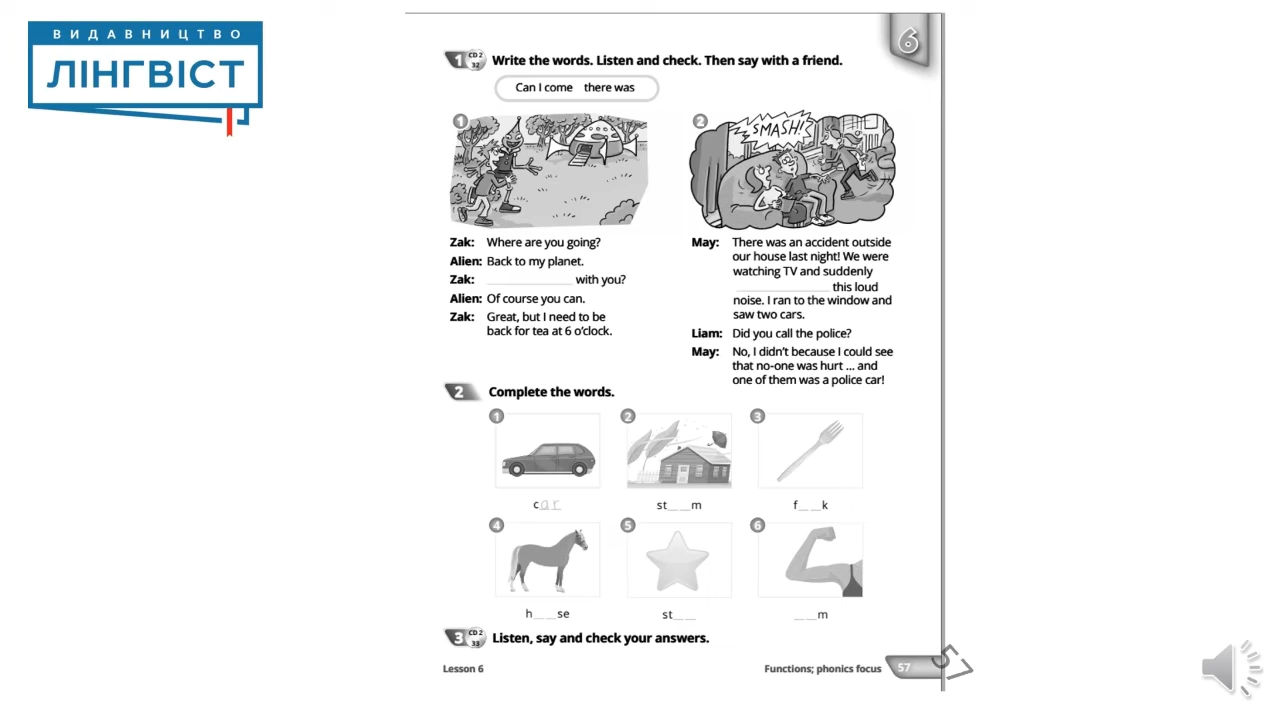 ВИДАВНИЦТВО
ЛІНГВІСТ
6
1 CD 2 32 Write the words. Listen and check. Then say with a friend.
Can I come there was
1
2
SMASH!
Zak: Where are you going?
Alien: Back to my planet.
Zak: ________ with you?
Alien: Of course you can.
Zak: Great, but I need to be
back for tea at 6 o'clock.
May: There was an accident outside
our house last night! We were
watching TV and suddenly
________ this loud
noise. I ran to the window and
saw two cars.
Liam: Did you call the police?
May: No, I didn't because I could see
that no-one was hurt ... and
one of them was a police car!
2 Complete the words.
1 2 3
car st__m f__k
4 5 6
h__se st__ __m
3 CD 2 33 Listen, say and check your answers.
Lesson 6
Functions; phonics focus 57
57